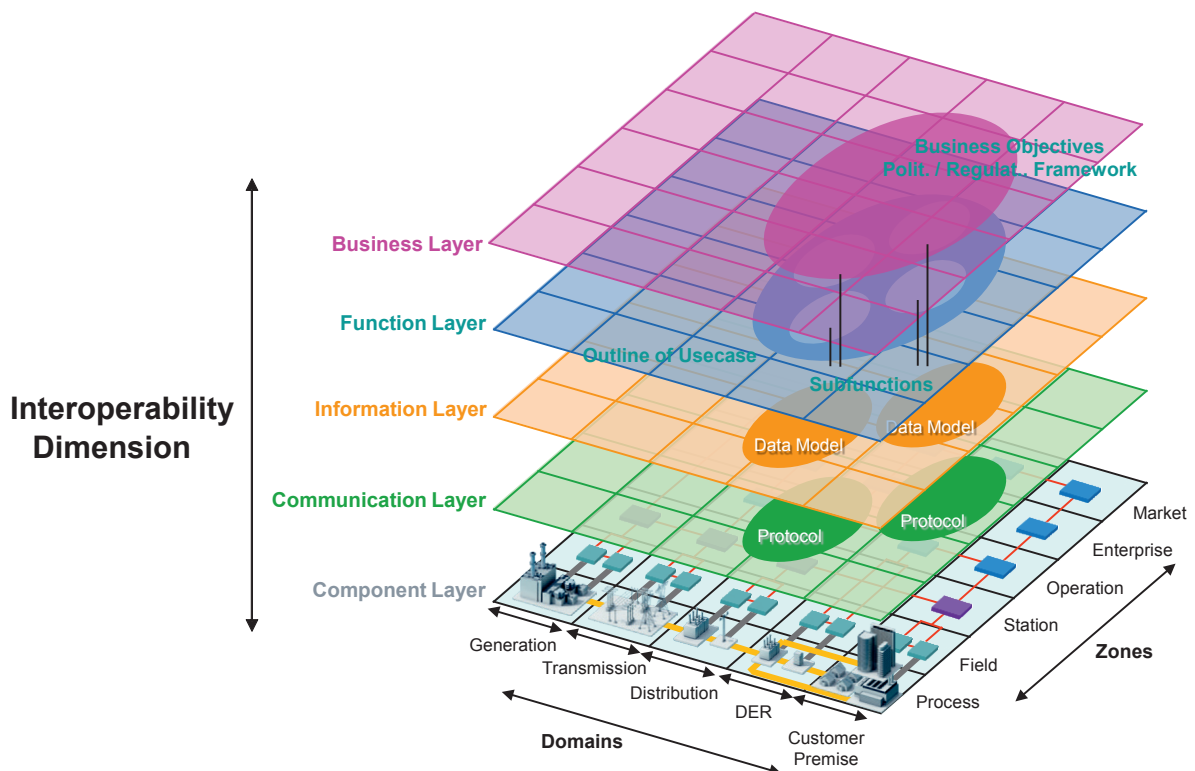 Business Objectives
Polit. / Regulat.. Framework
Business Layer
Function Layer
Outline of Usecase
Subfunctions
Information Layer
Interoperability
Dimension
Data Model
Data Model
Communication Layer
Protocol
Protocol
Component Layer
Market
Enterprise
Operation
Station
Field
Process
Zones
Generation
Transmission
Distribution
DER
Customer
Premise
Domains